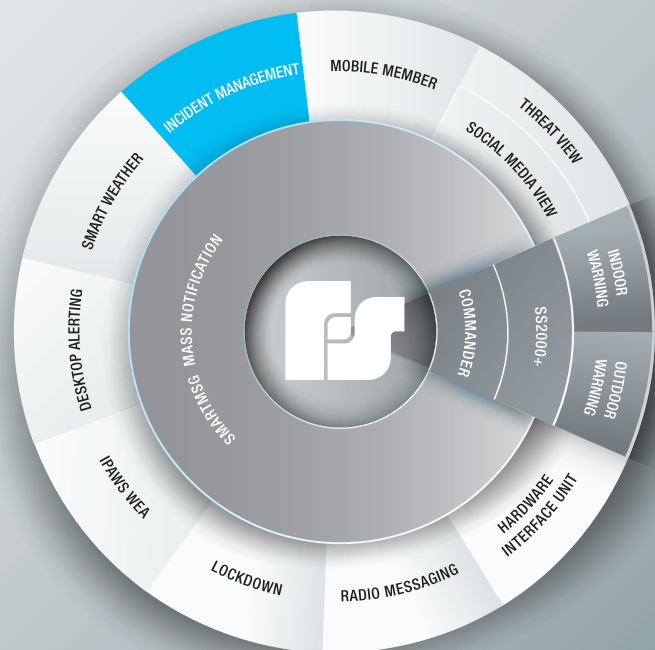 INCIDENT MANAGEMENT
MOBILE MEMBER
THREAT VIEW
SOCIAL MEDIA VIEW
INDOOR
WARNING
OUTDOOR
WARNING
SS2000+
COMMANDER
HARDWARE
INTERFACE UNIT
RADIO MESSAGING
LOCKDOWN
IPAWS WEA
DESKTOP ALERTING
SMART WEATHER
SMARTMSG MASS NOTIFICATION